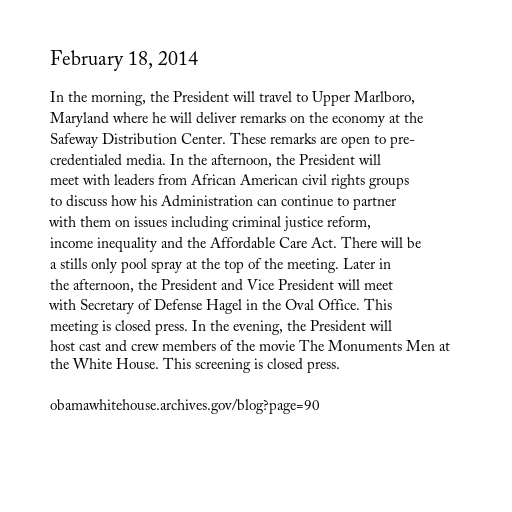 February 18, 2014
In the morning, the President will travel to Upper Marlboro,
Maryland where he will deliver remarks on the economy at the
Safeway Distribution Center. These remarks are open to pre-
credentialed media. In the afternoon, the President will
meet with leaders from African American civil rights groups
to discuss how his Administration can continue to partner
with them on issues including criminal justice reform,
income inequality and the Affordable Care Act. There will be
a stills only pool spray at the top of the meeting. Later in
the afternoon, the President and Vice President will meet
with Secretary of Defense Hagel in the Oval Office. This
meeting is closed press. In the evening, the President will
host cast and crew members of the movie The Monuments Men at
the White House. This screening is closed press.
obamawhitehouse.archives.gov/blog?page=90